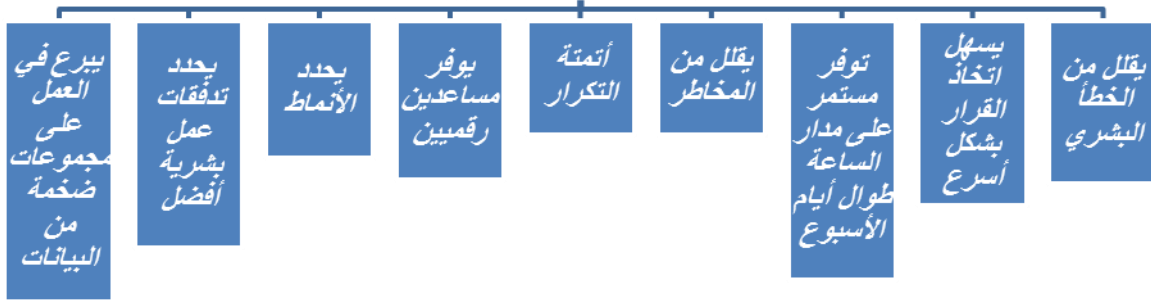 يقلل من
الخطأ
البشري
يسهل
اتخاذ
القرار
بشكل
أسرع
توفر
مستمر
على مدار
الساعة
طوال أيام
الأسبوع
يقلل من
المخاطر
أتمتة
التكرار
يوفر
مساعدين
رقميين
يحدد
الأنماط
يحدد
تدفقات
عمل
بشرية
أفضل
يبرع في
العمل
على
مجموعات
ضخمة
من
البيانات